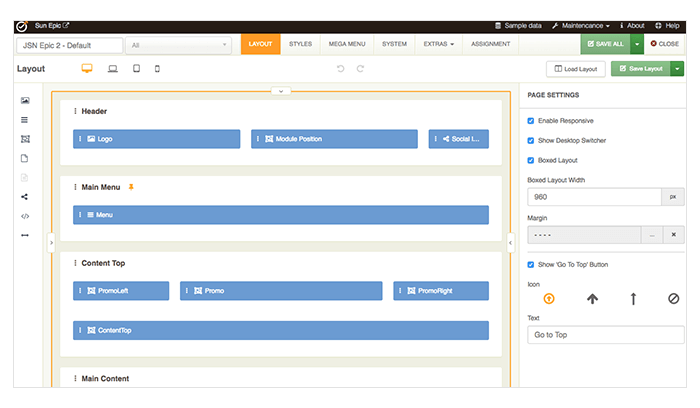 Sun Epic
Sample data
Maintencance
About
Help
JSN Epic 2 - Default
All
LAYOUT
STYLES
MEGA MENU
SYSTEM
EXTRAS
ASSIGNMENT
SAVE ALL
CLOSE
Layout
Load Layout
Save Layout
Header
Logo
Module Position
Social I...
Main Menu
Menu
Content Top
PromoLeft
Promo
PromoRight
ContentTop
Main Content
PAGE SETTINGS
Enable Responsive
Show Desktop Switcher
Boxed Layout
Boxed Layout Width
960
px
Margin
- - - -
...
Show 'Go To Top' Button
Icon
Text
Go to Top